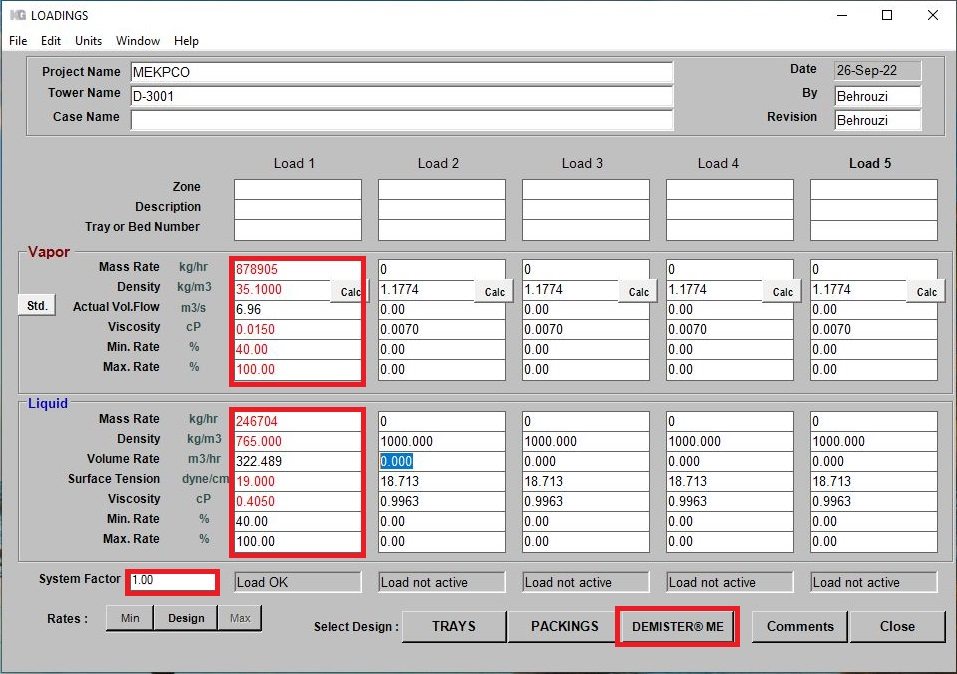 KG LOADINGS
File Edit Units Window Help
Project Name MEKPCO Date 26-Sep-22
Tower Name D-3001 By Behrouzi
Case Name Revision Behrouzi
Load 1 Load 2 Load 3 Load 4 Load 5
Zone
Description
Tray or Bed Number
Vapor
Mass Rate kg/hr 878905 0 0 0 0
Density kg/m3 35.1000 Calc 1.1774 Calc 1.1774 Calc 1.1774 Calc 1.1774 Calc
Std. Actual Vol.Flow m3/s 6.96 0.00 0.00 0.00 0.00
Viscosity cP 0.0150 0.0070 0.0070 0.0070 0.0070
Min. Rate % 40.00 0.00 0.00 0.00 0.00
Max. Rate % 100.00 0.00 0.00 0.00 0.00
Liquid
Mass Rate kg/hr 246704 0 0 0 0
Density kg/m3 765.000 1000.000 1000.000 1000.000 1000.000
Volume Rate m3/hr 322.489 0.000 0.000 0.000 0.000
Surface Tension dyne/cm 19.000 18.713 18.713 18.713 18.713
Viscosity cP 0.4050 0.9963 0.9963 0.9963 0.9963
Min. Rate % 40.00 0.00 0.00 0.00 0.00
Max. Rate % 100.00 0.00 0.00 0.00 0.00
System Factor 1.00 Load OK Load not active Load not active Load not active Load not active
Rates : Min Design Max Select Design : TRAYS PACKINGS DEMISTER® ME Comments Close